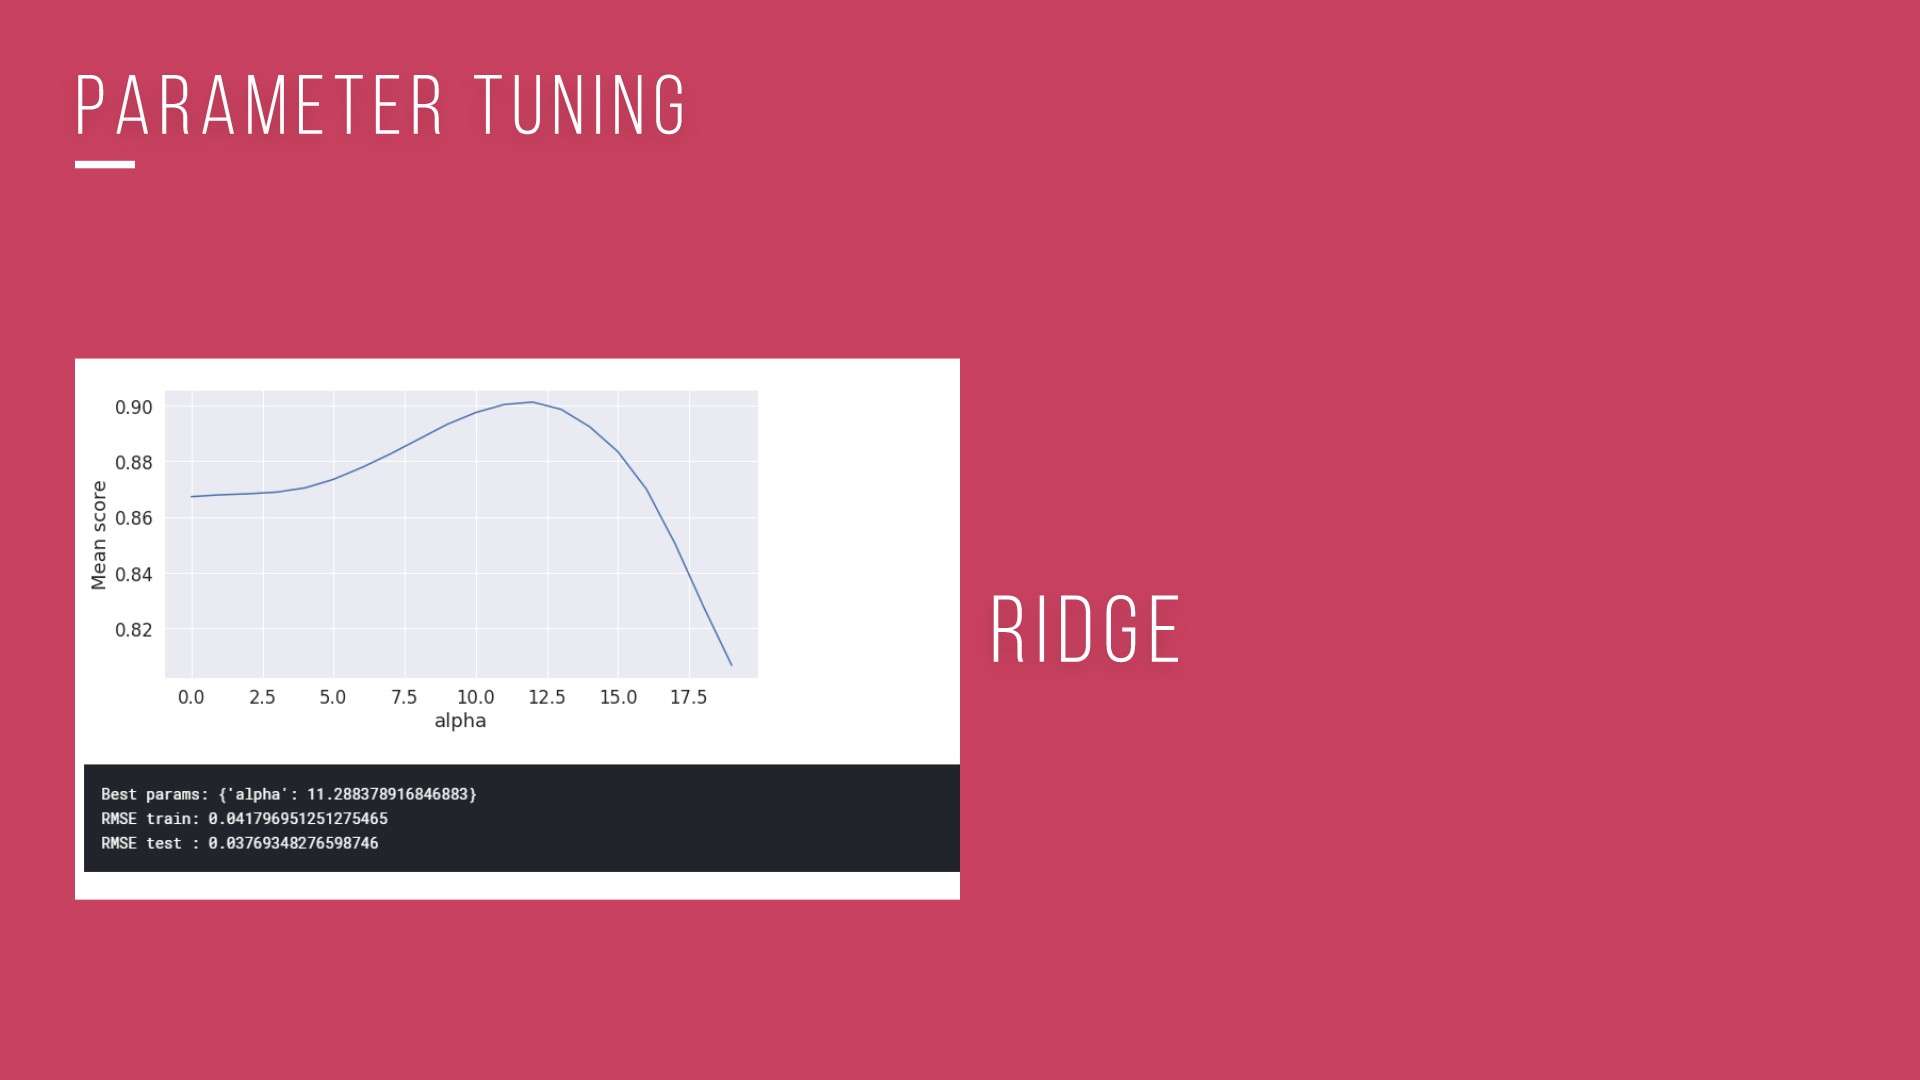 PARAMETER TUNING
0.90
0.88
0.86
0.84
0.82
Mean score
0.0 2.5 5.0 7.5 10.0 12.5 15.0 17.5
alpha
RIDGE
Best params: {'alpha': 11.288378916846883}
RMSE train: 0.041796951251275465
RMSE test : 0.03769348276598746